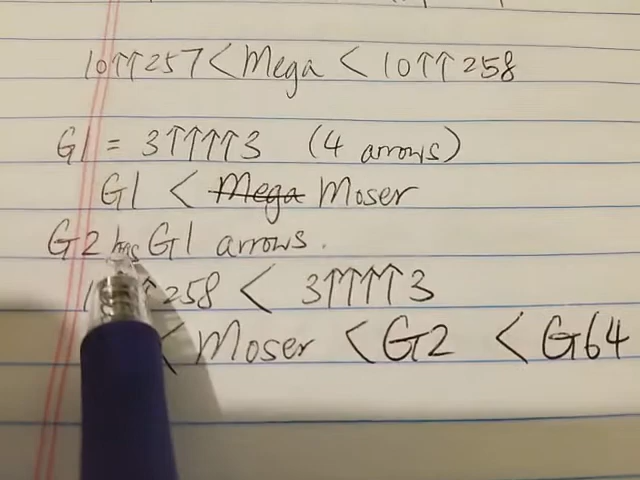 10↑↑257 < Mega < 10↑↑258
G1 = 3↑↑↑↑3 (4 arrows)
G1 < ~~Mega~~ Moser
G2 has G1 arrows.
↑258 < 3↑↑↑↑3
< Moser < G2 < G64